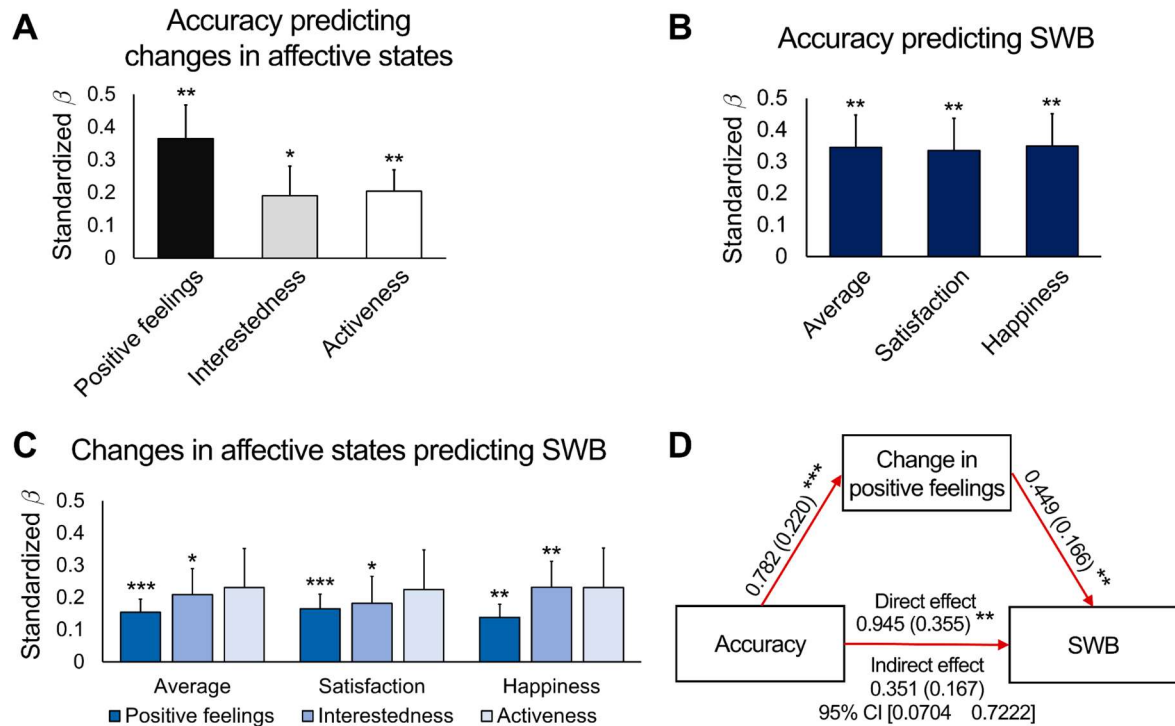 A
Accuracy predicting
changes in affective states
Standardized β
0.5
0.4
0.3
0.2
0.1
0
**
*
**
Positive feelings
Interestedness
Activeness
B
Accuracy predicting SWB
Standardized β
0.5
0.4
0.3
0.2
0.1
0
**
**
**
Average
Satisfaction
Happiness
C
Changes in affective states predicting SWB
Standardized β
0.5
0.4
0.3
0.2
0.1
0
***
*
***
*
**
**
Average
Satisfaction
Happiness
Positive feelings
Interestedness
Activeness
D
Change in
positive feelings
0.782 (0.220) ***
0.449 (0.166) **
Accuracy
Direct effect
0.945 (0.355) **
SWB
Indirect effect
0.351 (0.167)
95% CI [0.0704 0.7222]